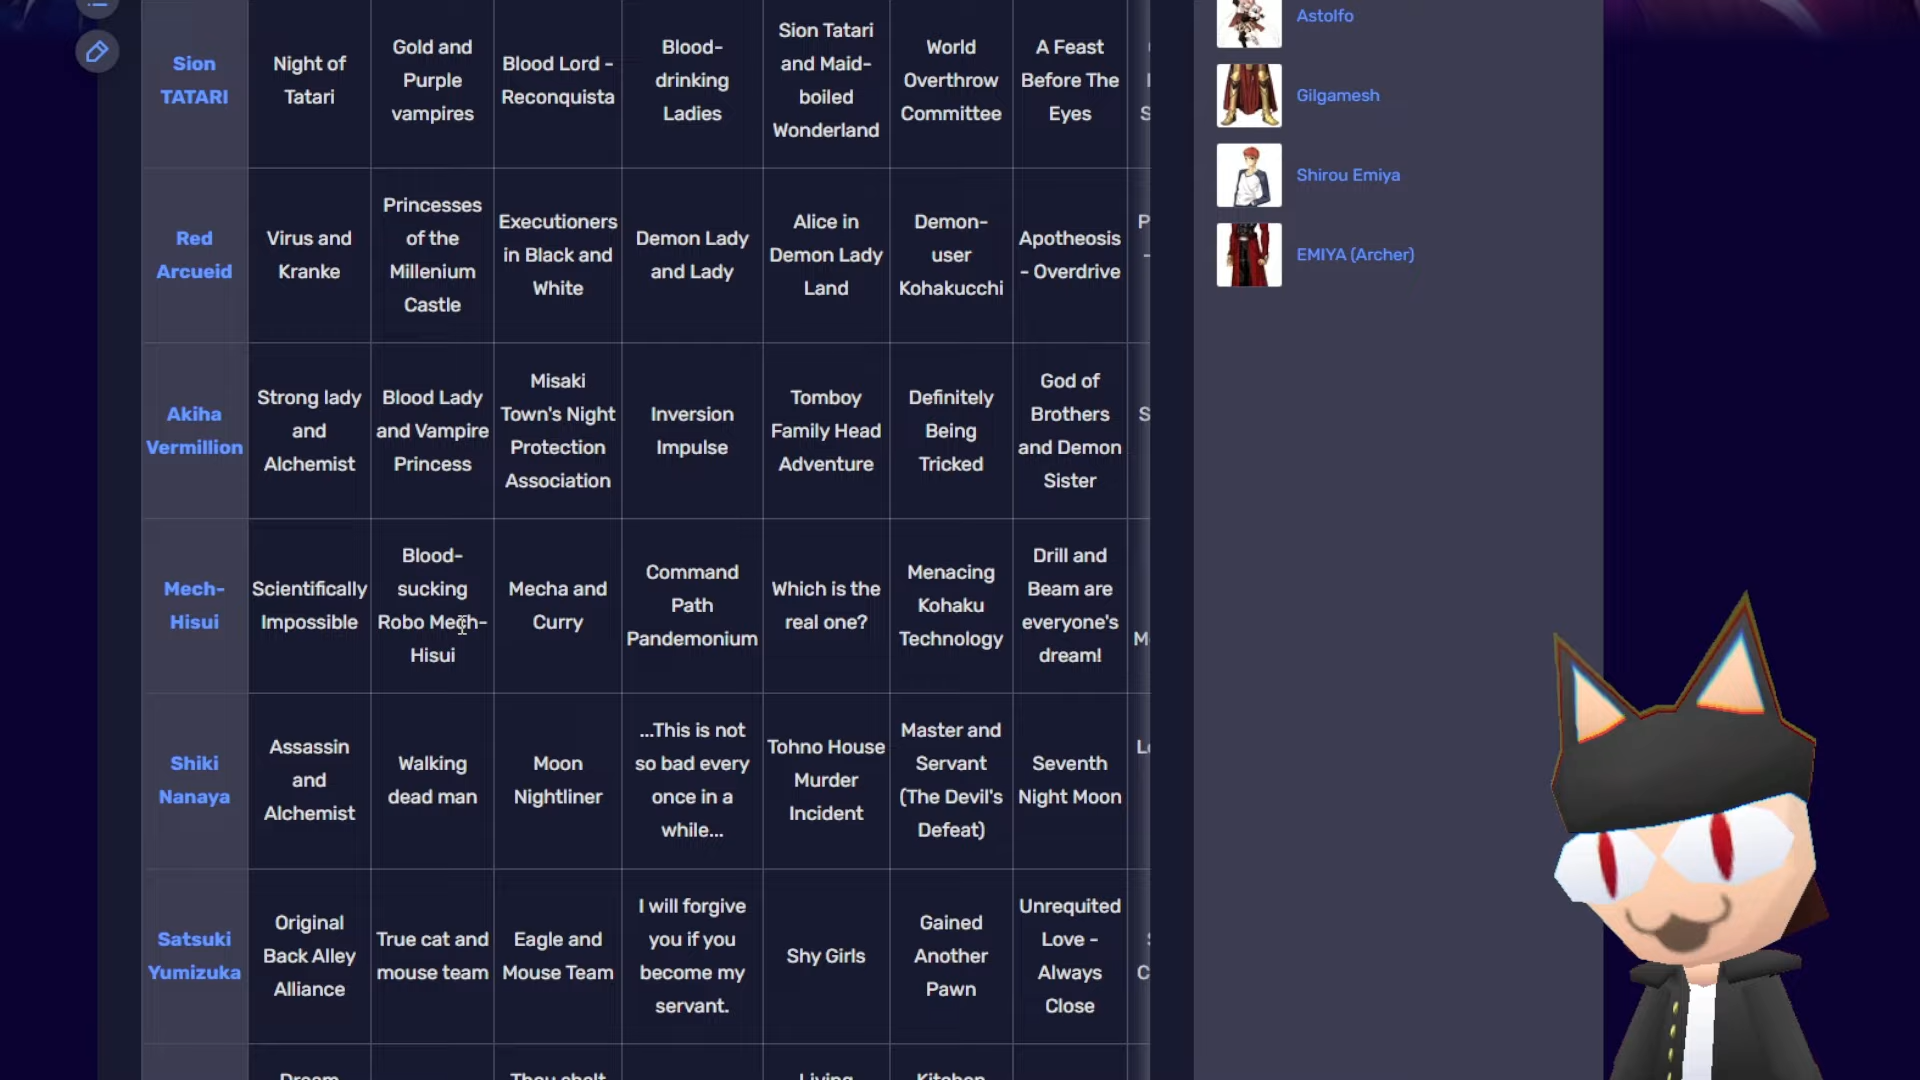 Sion
TATARI
Night of
Tatari
Gold and
Purple
vampires
Blood Lord -
Reconquista
Blood-
drinking
Ladies
Sion Tatari
and Maid-
boiled
Wonderland
World
Overthrow
Committee
A Feast
Before The
Eyes
Red
Arcueid
Virus and
Kranke
Princesses
of the
Millenium
Castle
Executioners
in Black and
White
Demon Lady
and Lady
Alice in
Demon Lady
Land
Demon-
user
Kohakucchi
Apotheosis
- Overdrive
Akiha
Vermillion
Strong lady
and
Alchemist
Blood Lady
and Vampire
Princess
Misaki
Town's Night
Protection
Association
Inversion
Impulse
Tomboy
Family Head
Adventure
Definitely
Being
Tricked
God of
Brothers
and Demon
Sister
Mech-
Hisui
Scientifically
Impossible
Blood-
sucking
Robo Mech-
Hisui
Mecha and
Curry
Command
Path
Pandemonium
Which is the
real one?
Menacing
Kohaku
Technology
Drill and
Beam are
everyone's
dream!
Shiki
Nanaya
Assassin
and
Alchemist
Walking
dead man
Moon
Nightliner
...This is not
so bad every
once in a
while...
Tohno House
Murder
Incident
Master and
Servant
(The Devil's
Defeat)
Seventh
Night Moon
Satsuki
Yumizuka
Original
Back Alley
Alliance
True cat and
mouse team
Eagle and
Mouse Team
I will forgive
you if you
become my
servant.
Shy Girls
Gained
Another
Pawn
Unrequited
Love -
Always
Close
Astolfo
Gilgamesh
Shirou Emiya
EMIYA (Archer)